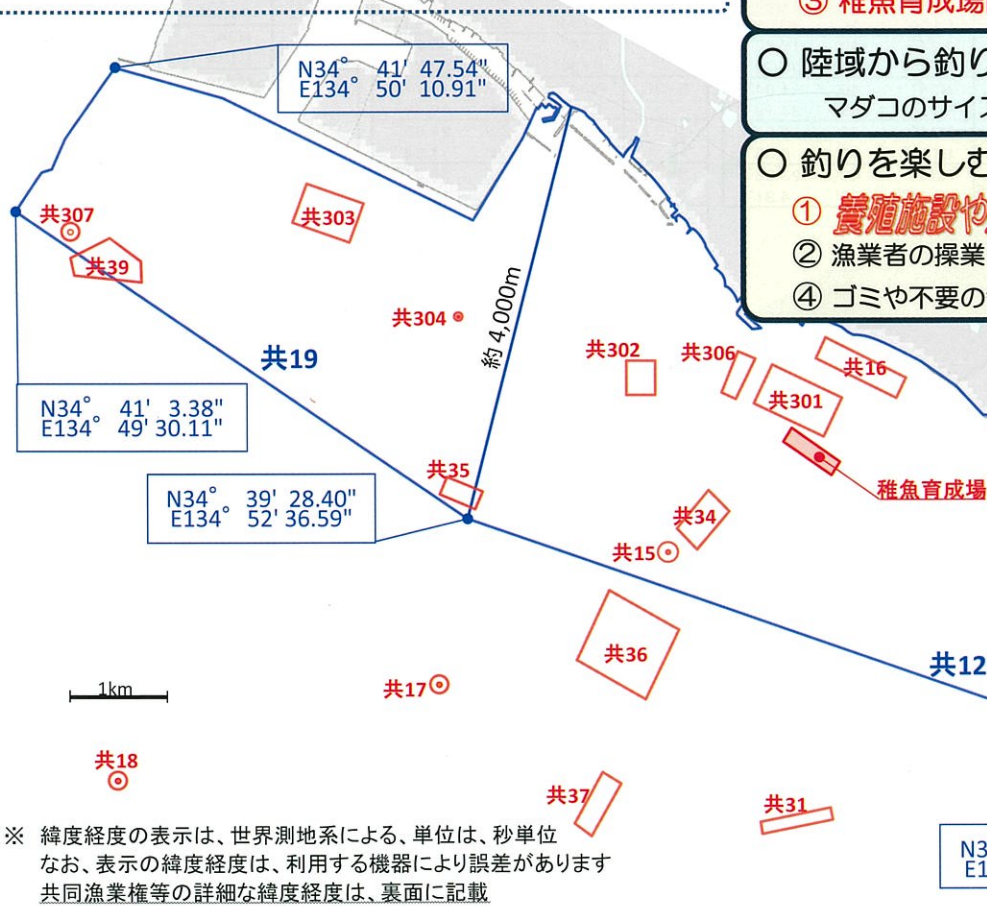 ③ 稚魚育成場
○ 陸域から釣り
マダコのサイズ
○ 釣りを楽しむ
① 養殖施設や
② 漁業者の操業
④ ゴミや不要の
N34° 41' 47.54"
E134° 50' 10.91"
共307
共303
共39
共304
約 4,000m
共19
共302
共306
共16
共301
N34° 41' 3.38"
E134° 49' 30.11"
共35
稚魚育成場
N34° 39' 28.40"
E134° 52' 36.59"
共34
共15
共36
共12
共17
1km
共18
共37
共31
※ 緯度経度の表示は、世界測地系による、単位は、秒単位
なお、表示の緯度経度は、利用する機器により誤差があります
共同漁業権等の詳細な緯度経度は、裏面に記載
N3
E1